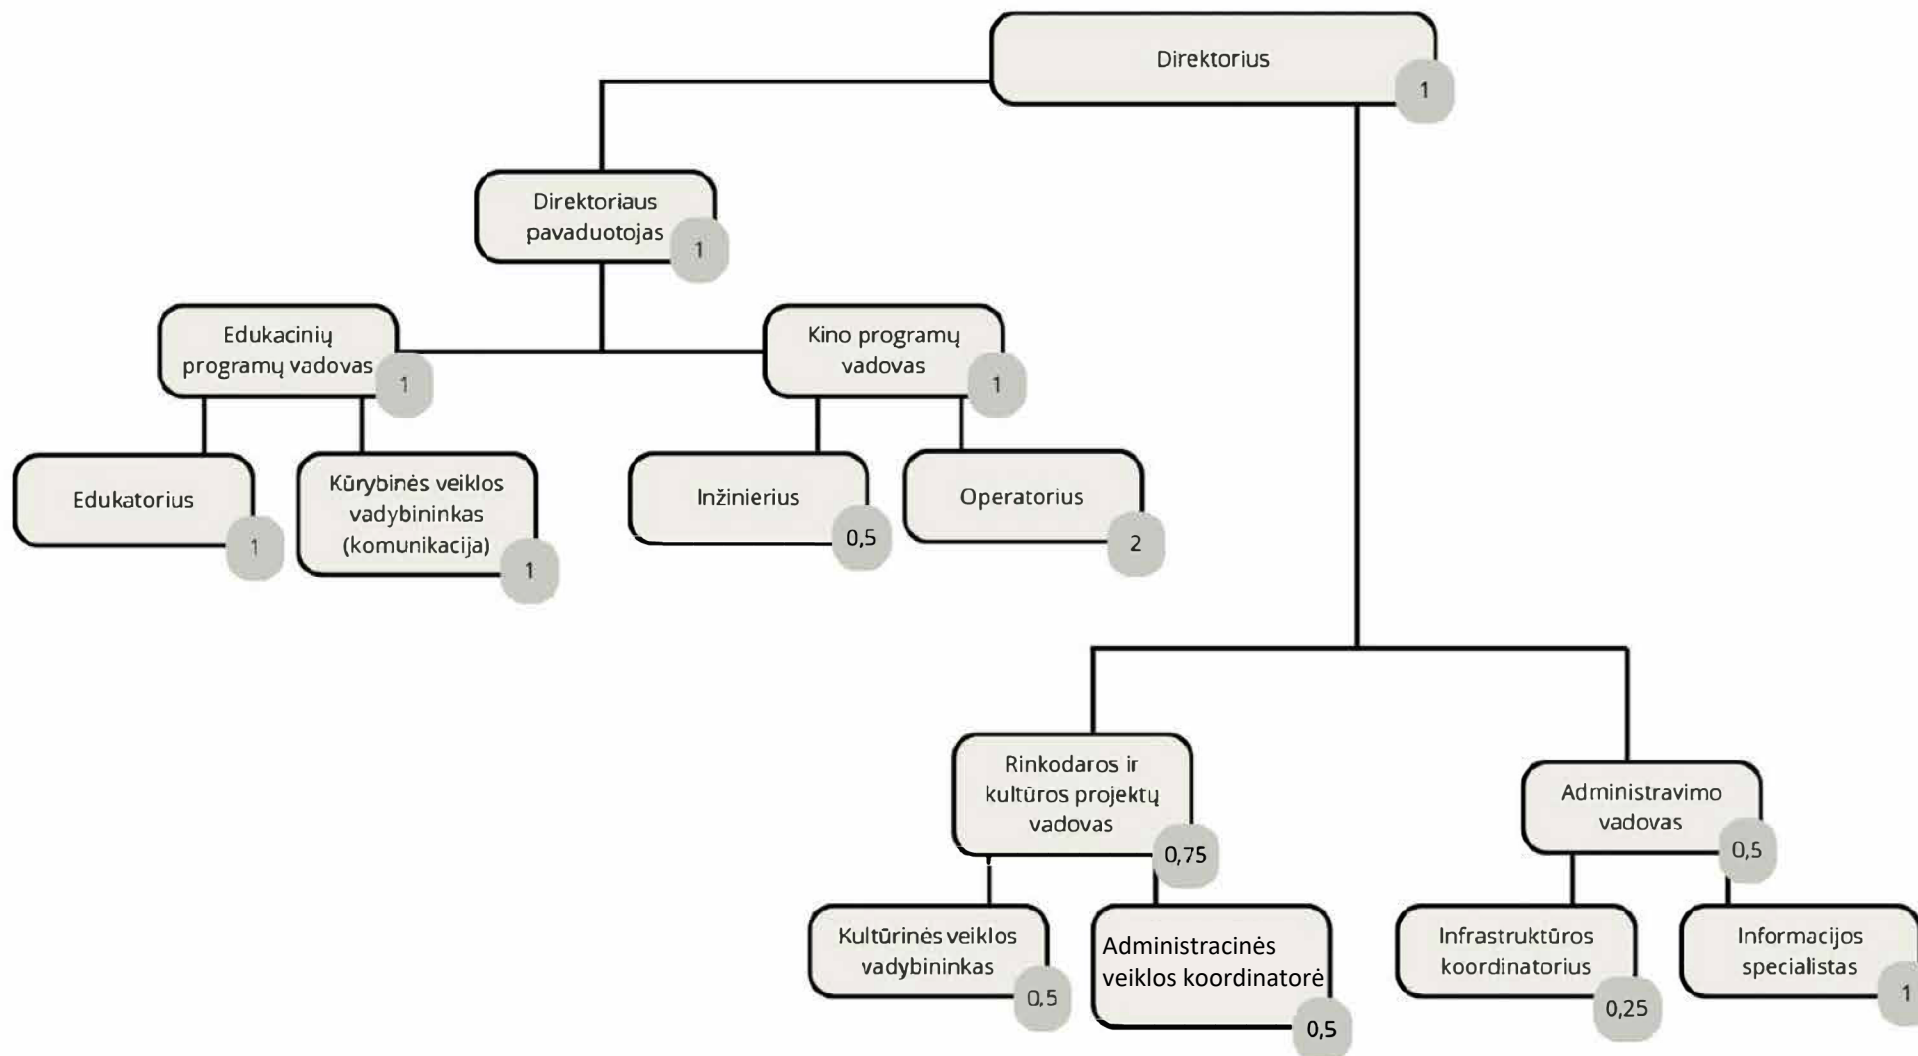 Direktorius
1
Direktoriaus
pavaduotojas
1
Edukacinių
programų vadovas
1
Kino programų
vadovas
1
Edukatorius
1
Kūrybinės veiklos
vadybininkas
(komunikacija)
1
Inžinierius
0,5
Operatorius
2
Rinkodaros ir
kultūros projektų
vadovas
0,75
Administravimo
vadovas
0,5
Kultūrinės veiklos
vadybininkas
0,5
Administracinės
veiklos koordinatorė
0,5
Infrastruktūros
koordinatorius
0,25
Informacijos
specialistas
1